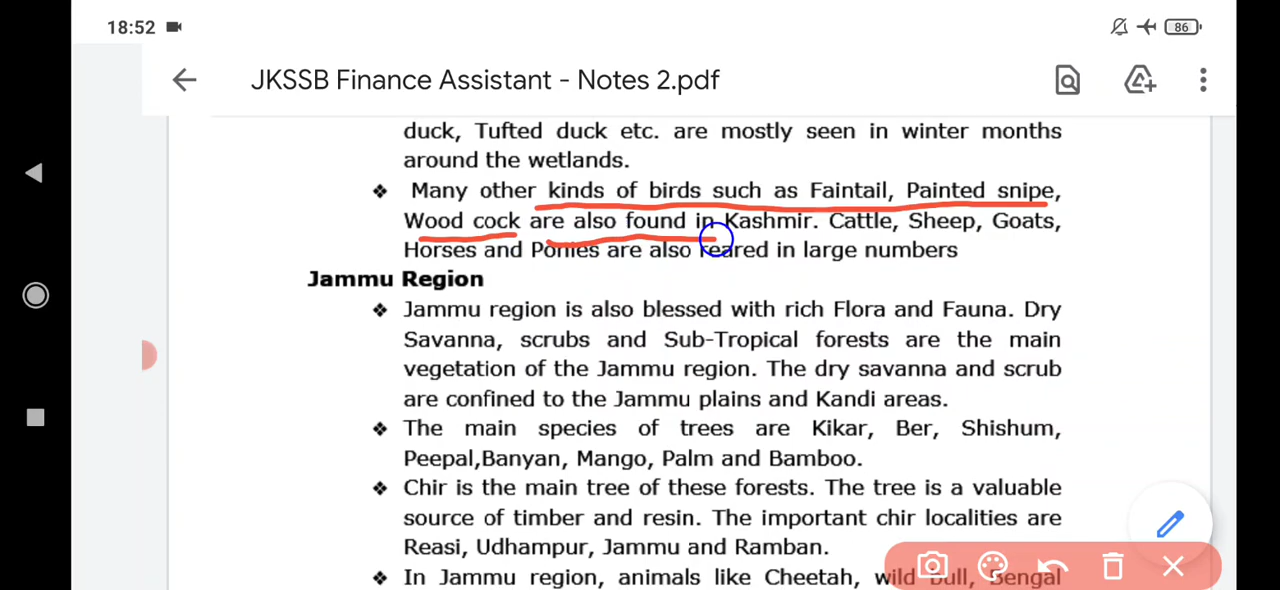 18:52
86
JKSSB Finance Assistant - Notes 2.pdf
duck, Tufted duck etc. are mostly seen in winter months
around the wetlands.
❖ Many other kinds of birds such as Faintail, Painted snipe,
Wood cock are also found in Kashmir. Cattle, Sheep, Goats,
Horses and Ponies are also reared in large numbers
Jammu Region
❖ Jammu region is also blessed with rich Flora and Fauna. Dry
Savanna, scrubs and Sub-Tropical forests are the main
vegetation of the Jammu region. The dry savanna and scrub
are confined to the Jammu plains and Kandi areas.
❖ The main species of trees are Kikar, Ber, Shishum,
Peepal,Banyan, Mango, Palm and Bamboo.
❖ Chir is the main tree of these forests. The tree is a valuable
source of timber and resin. The important chir localities are
Reasi, Udhampur, Jammu and Ramban.
❖ In Jammu region, animals like Cheetah, wild bull, Bengal